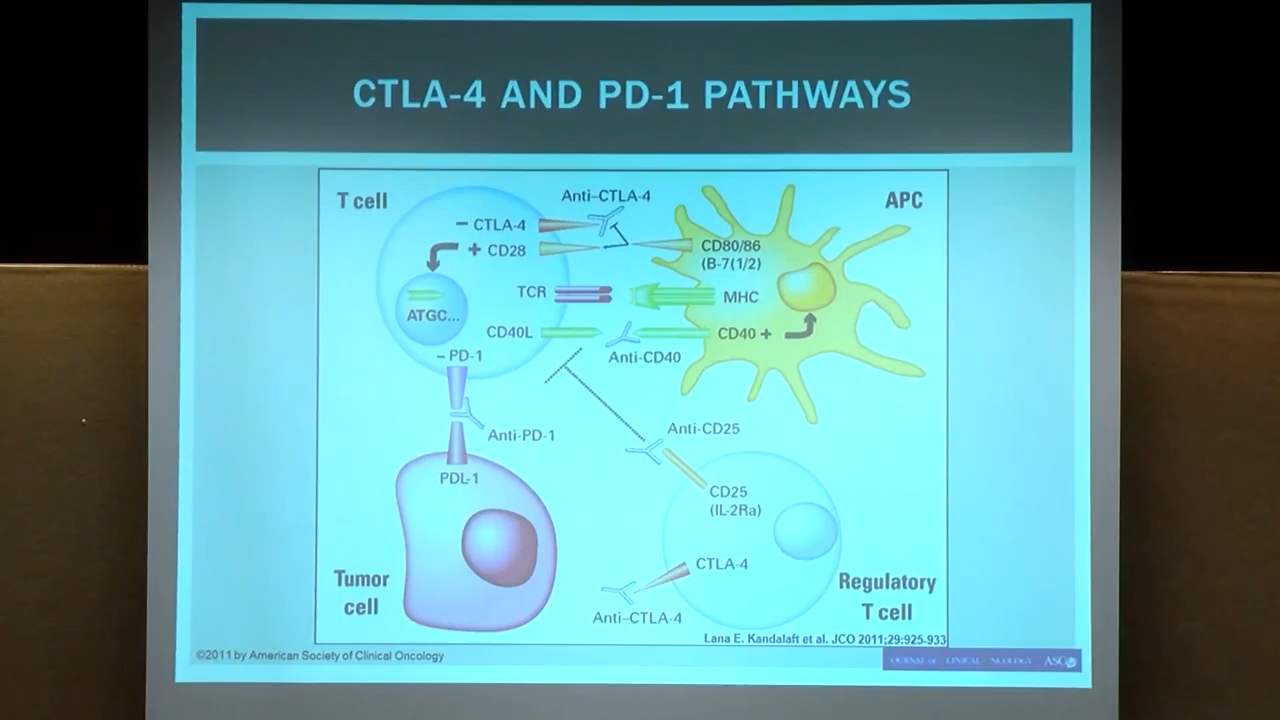 CTLA-4 AND PD-1 PATHWAYS
T cell
Anti–CTLA-4
APC
– CTLA-4
+ CD28
CD80/86
(B-7(1/2)
TCR
MHC
ATGC...
CD40L
CD40 +
Anti-CD40
– PD-1
Anti-PD-1
Anti-CD25
PDL-1
CD25
(IL-2Ra)
CTLA-4
Tumor
cell
Regulatory
T cell
Anti–CTLA-4
Lana E. Kandalaft et al. JCO 2011;29:925-933
©2011 by American Society of Clinical Oncology
ASCO